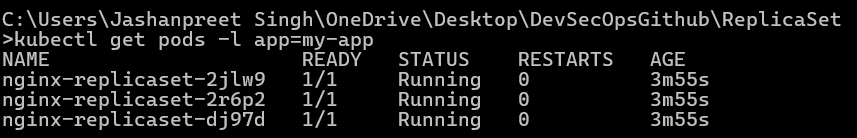 C:\Users\Jashanpreet Singh\OneDrive\Desktop\DevSecOpsGithub\ReplicaSet
>kubectl get pods -l app=my-app
NAME READY STATUS RESTARTS AGE
nginx-replicaset-2jlw9 1/1 Running 0 3m55s
nginx-replicaset-2r6p2 1/1 Running 0 3m55s
nginx-replicaset-dj97d 1/1 Running 0 3m55s